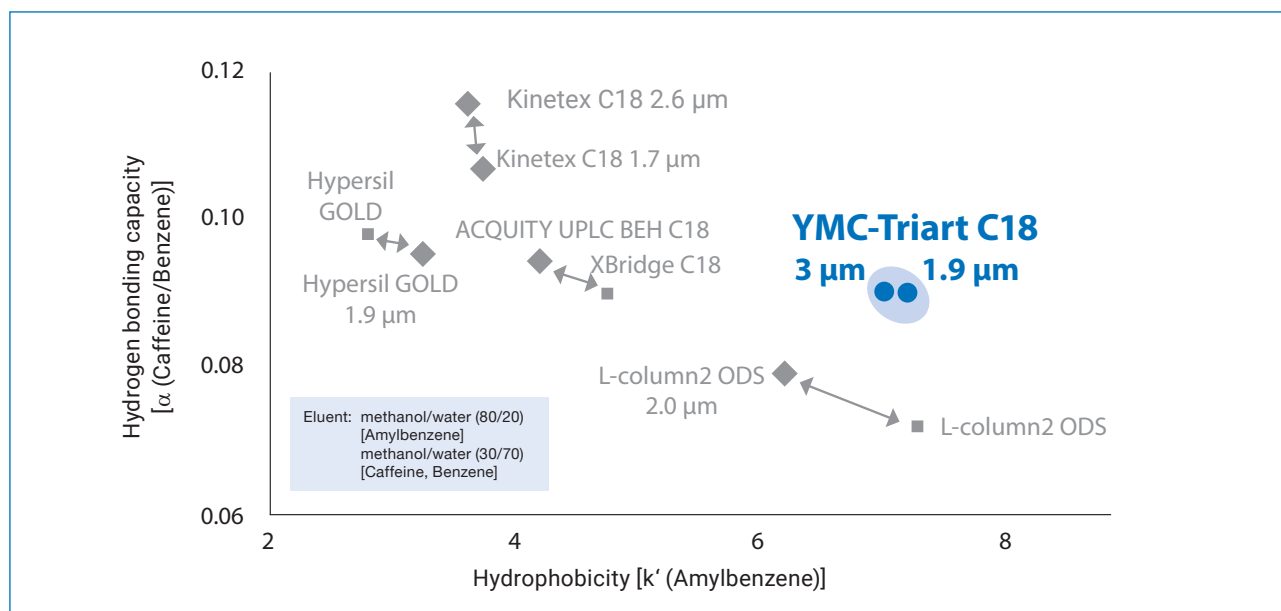 0.12
0.10
0.08
0.06
Hydrogen bonding capacity
[α (Caffeine/Benzene)]
Kinetex C18 2.6 μm
Kinetex C18 1.7 μm
Hypersil
GOLD
Hypersil GOLD
1.9 μm
ACQUITY UPLC BEH C18
XBridge C18
YMC-Triart C18
3 μm 1.9 μm
L-column2 ODS
2.0 μm
L-column2 ODS
Eluent: methanol/water (80/20)
[Amylbenzene]
methanol/water (30/70)
[Caffeine, Benzene]
2 4 6 8
Hydrophobicity [k‘ (Amylbenzene)]